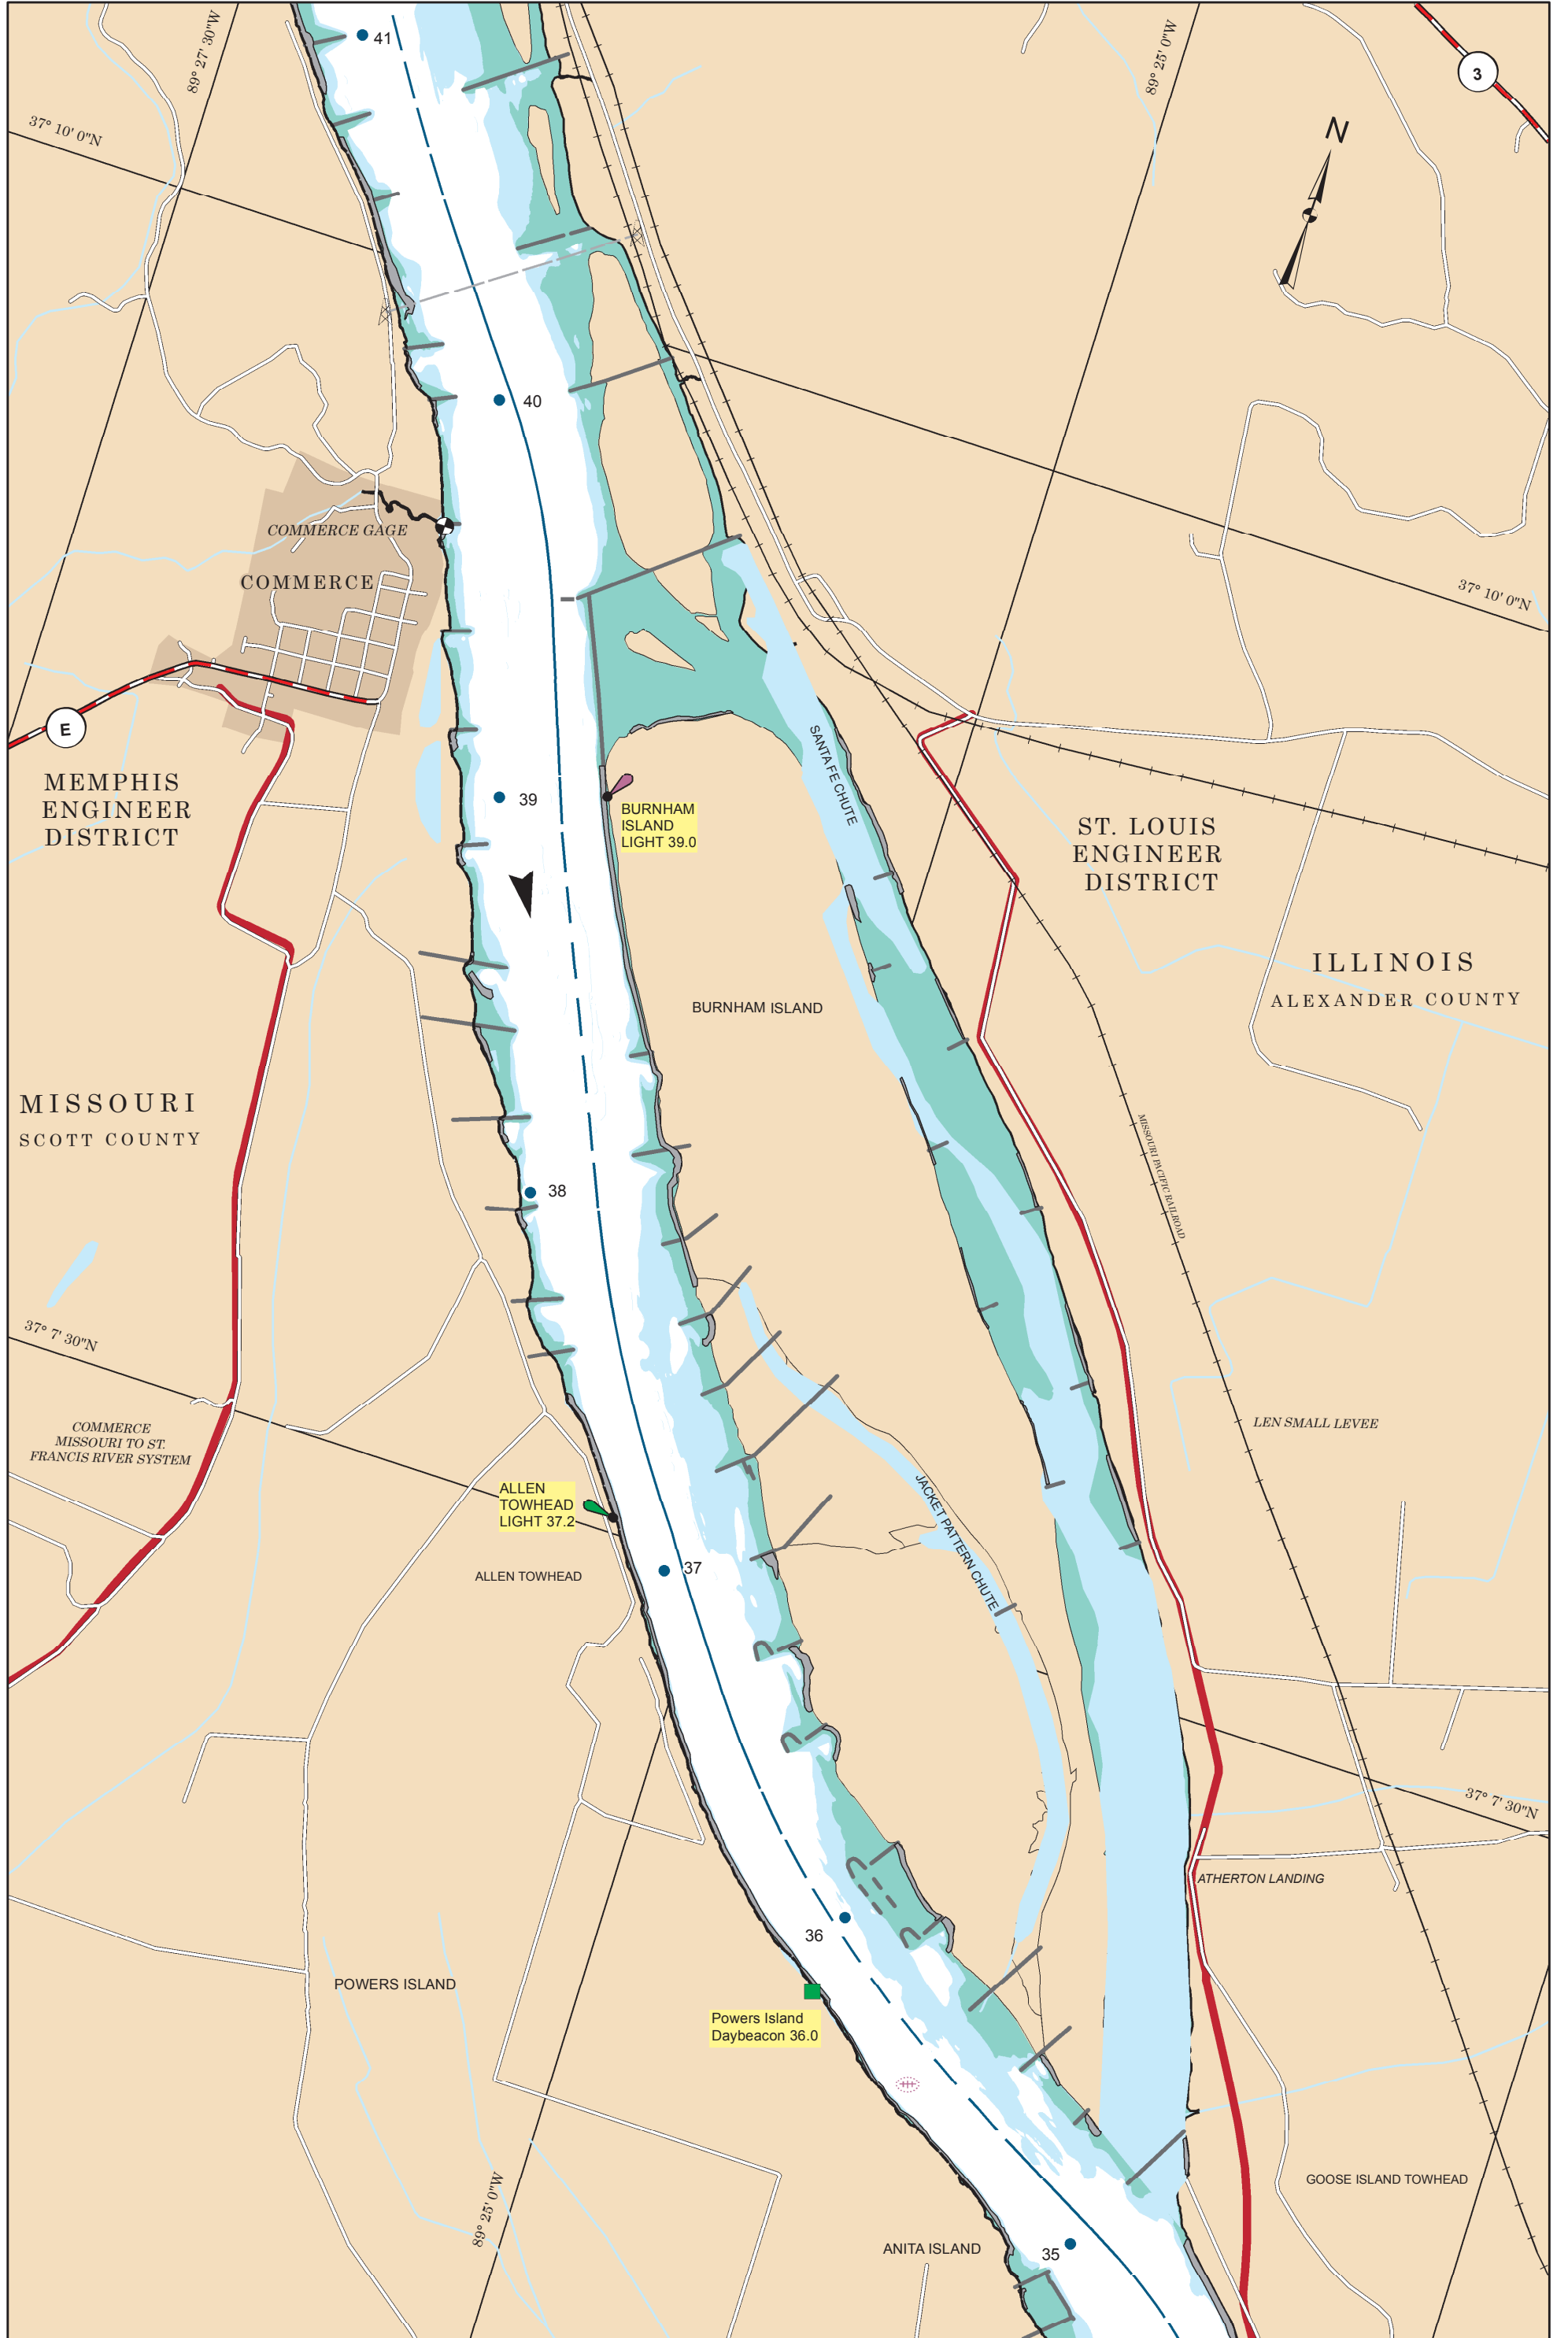 41
89° 27' 30"W
89° 25' 0"W
3
37° 10' 0"N
N
40
COMMERCE GAGE
COMMERCE
37° 10' 0"N
E
MEMPHIS
ENGINEER
DISTRICT
39
BURNHAM
ISLAND
LIGHT 39.0
SANTA FE CHUTE
ST. LOUIS
ENGINEER
DISTRICT
ILLINOIS
ALEXANDER COUNTY
BURNHAM ISLAND
MISSOURI
SCOTT COUNTY
MISSOURI PACIFIC RAILROAD
38
37° 7' 30"N
COMMERCE
MISSOURI TO ST.
FRANCIS RIVER SYSTEM
LEN SMALL LEVEE
ALLEN
TOWHEAD
LIGHT 37.2
JACKET PATTERN CHUTE
37
ALLEN TOWHEAD
37° 7' 30"N
ATHERTON LANDING
36
POWERS ISLAND
Powers Island
Daybeacon 36.0
89° 25' 0"W
GOOSE ISLAND TOWHEAD
ANITA ISLAND
35